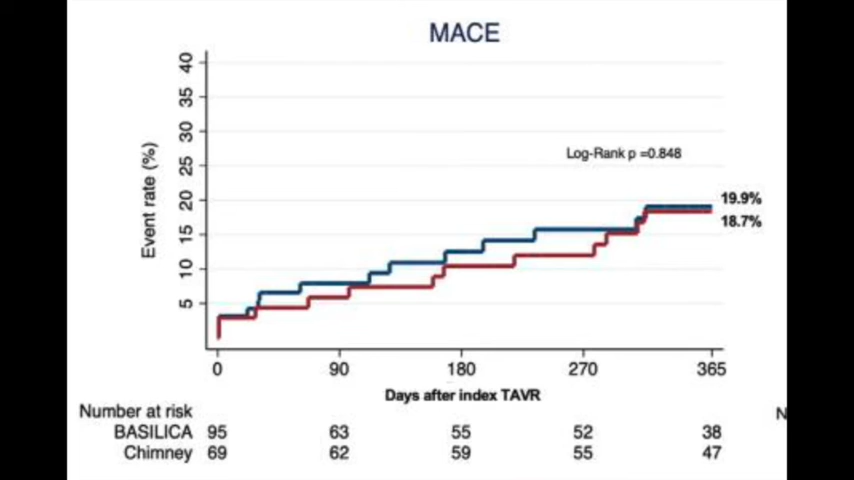 MACE
40
35
30
25
20
15
10
5
Event rate (%)
Log-Rank p =0.848
19.9%
18.7%
0 90 180 270 365
Days after index TAVR
Number at risk
N
BASILICA 95 63 55 52 38
Chimney 69 62 59 55 47